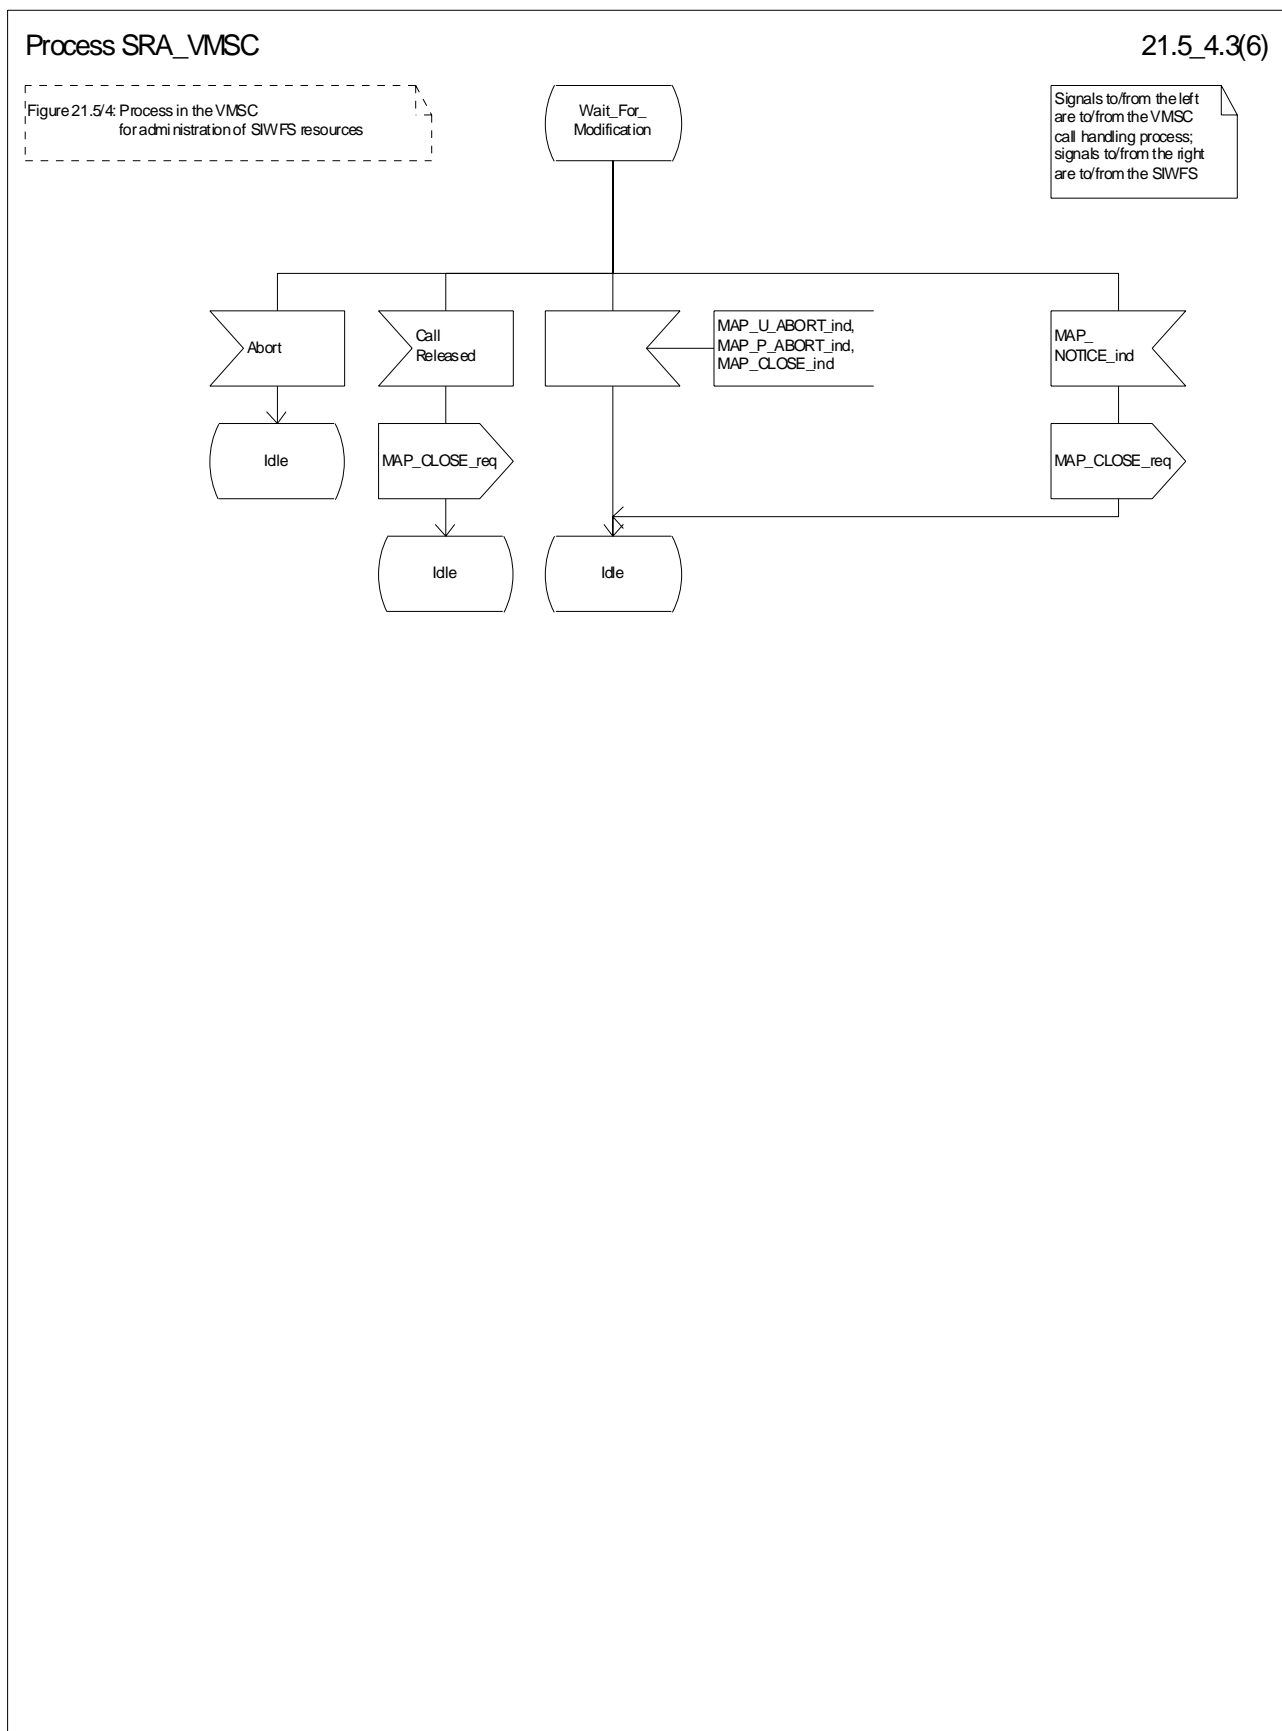 Process SRA_VMSC
21.5_4.3(6)
Figure 21.5/4: Process in the VMSC
for administration of SIWFS resources
Wait_For_
Modification
Signals to/from the left
are to/from the VMSC
call handling process;
signals to/from the right
are to/from the SIWFS
Abort
Call
Released
MAP_U_ABORT_ind,
MAP_P_ABORT_ind,
MAP_CLOSE_ind
MAP_
NOTICE_ind
Idle
MAP_CLOSE_req
MAP_CLOSE_req
Idle
Idle